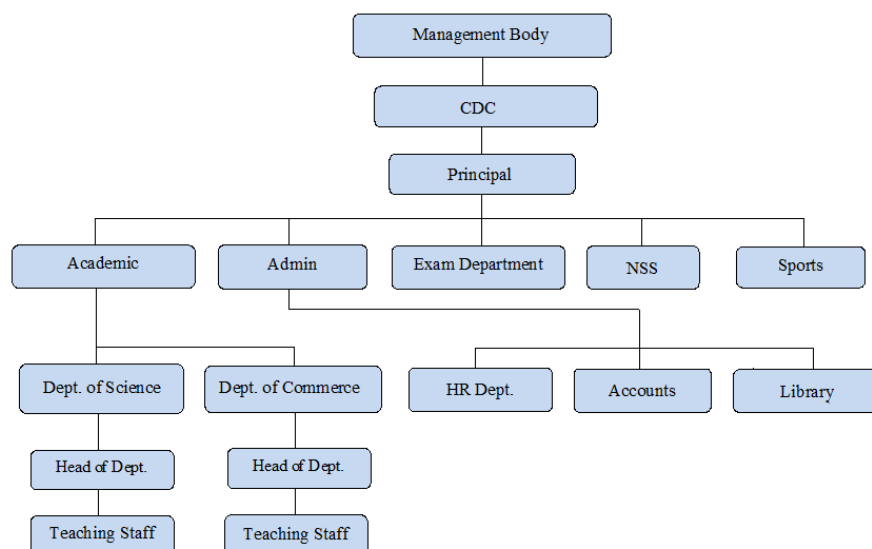 Management Body
CDC
Principal
Academic
Admin
Exam Department
NSS
Sports
Dept. of Science
Dept. of Commerce
HR Dept.
Accounts
Library
Head of Dept.
Head of Dept.
Teaching Staff
Teaching Staff